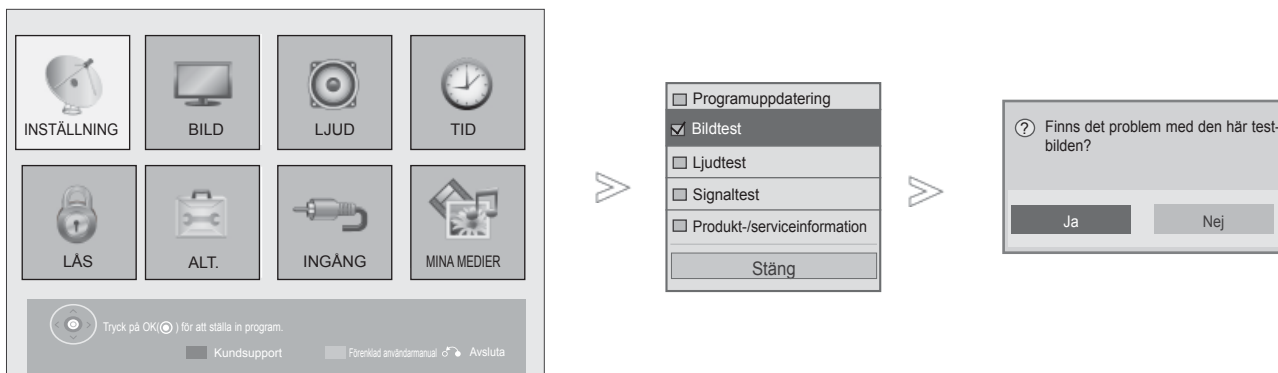 INSTÄLLNING
BILD
LJUD
TID
LÅS
ALT.
INGÅNG
MINA MEDIER
Tryck på OK( ) för att ställa in program.
Kundsupport
Förenklad användarmanual
Avsluta
Programuppdatering
Bildtest
Ljudtest
Signaltest
Produkt-/serviceinformation
Stäng
? Finns det problem med den här test-
bilden?
Ja
Nej